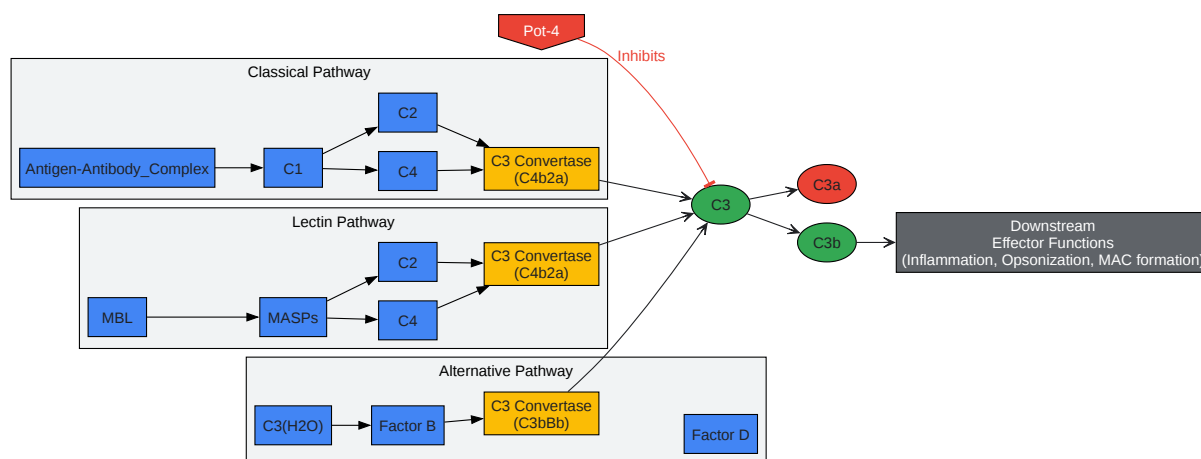 Pot-4
Inhibits
Classical Pathway
Antigen-Antibody_Complex
C1
C2
C4
C3 Convertase
(C4b2a)
Lectin Pathway
MBL
MASPs
C2
C4
C3 Convertase
(C4b2a)
Alternative Pathway
C3(H2O)
Factor B
C3 Convertase
(C3bBb)
Factor D
C3
C3a
C3b
Downstream
Effector Functions
(Inflammation, Opsonization, MAC formation)